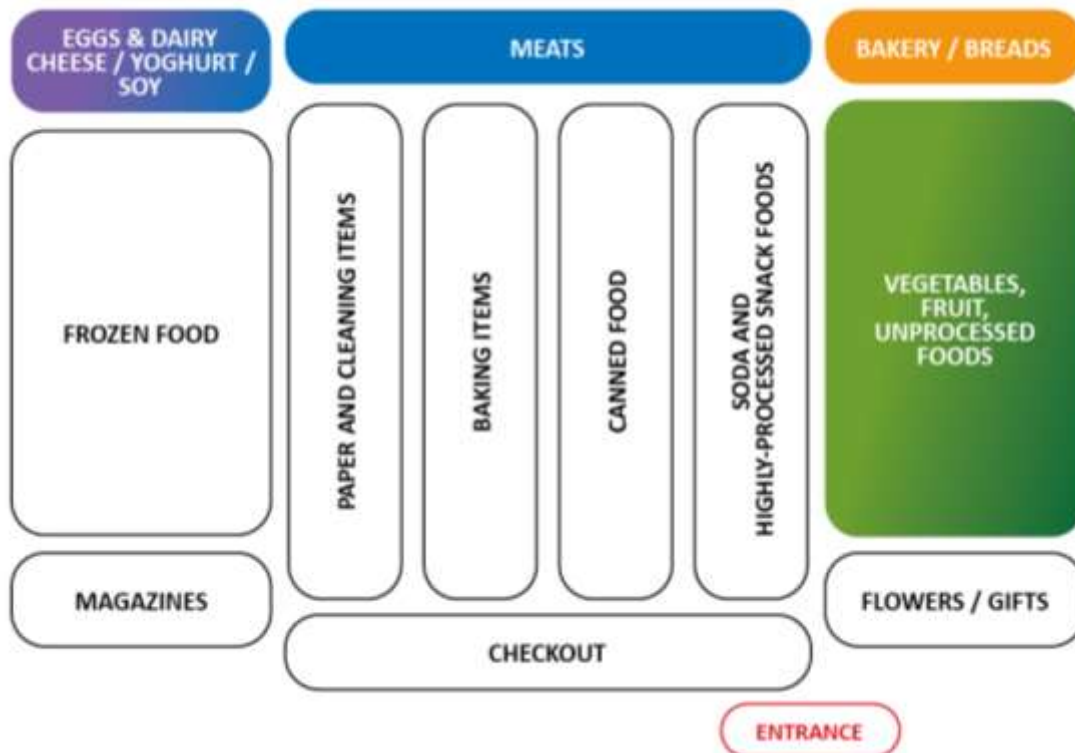 EGGS & DAIRY
CHEESE / YOGHURT /
SOY
MEATS
BAKERY / BREADS
FROZEN FOOD
PAPER AND CLEANING ITEMS
BAKING ITEMS
CANNED FOOD
SODA AND
HIGHLY-PROCESSED SNACK FOODS
VEGETABLES,
FRUIT,
UNPROCESSED
FOODS
MAGAZINES
FLOWERS / GIFTS
CHECKOUT
ENTRANCE